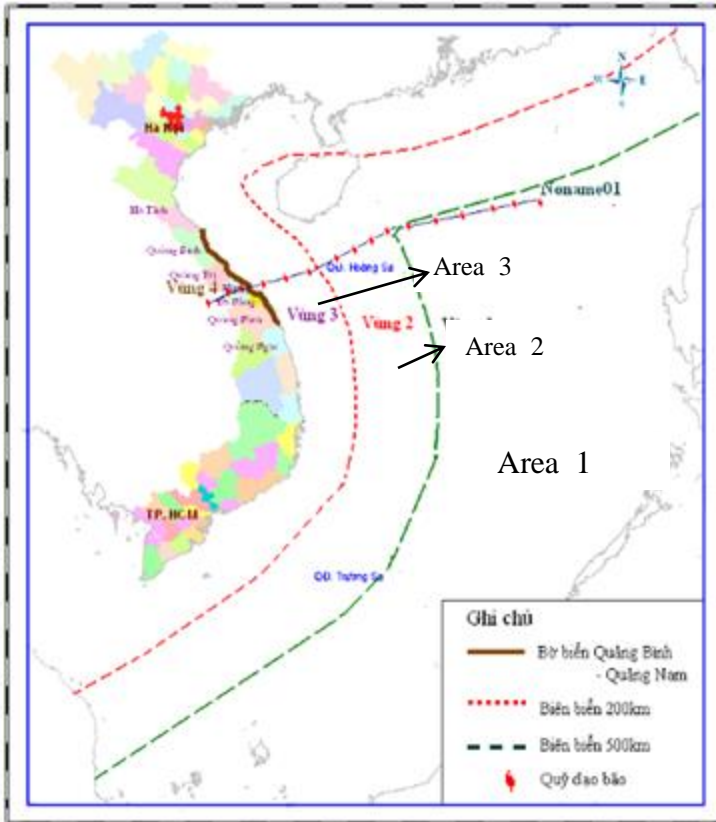 N
E
Hà Nội
Noname01
Hà Tĩnh
Quảng Bình
QĐ. Hoàng Sa
Area 3
Quảng Trị
Vùng 4
Vùng 3
Vùng 2
Quảng Nam
Quảng Ngãi
Area 2
Area 1
TP. HCM
QĐ. Trường Sa
Ghi chú
Bờ biển Quảng Bình
- Quảng Nam
Biên biển 200km
Biên biển 500km
Quỹ đạo bão